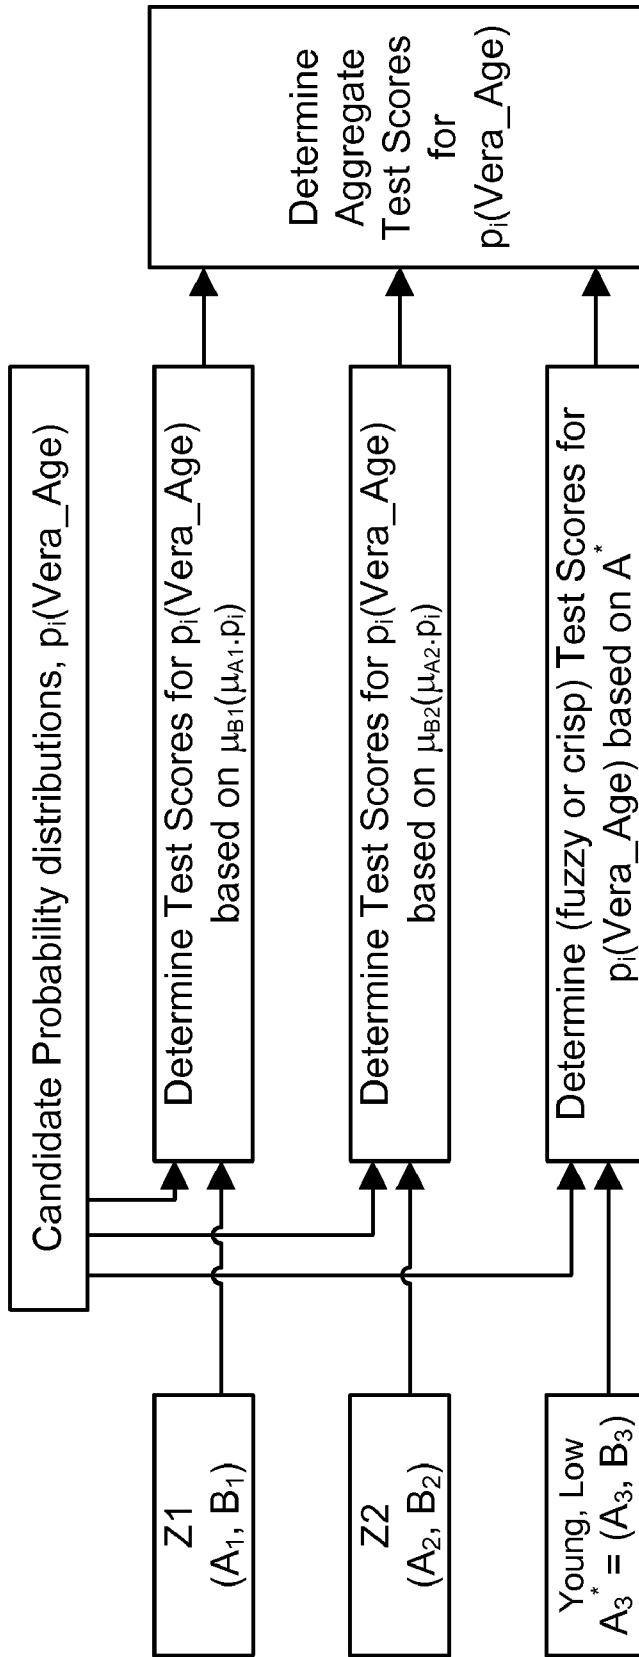 Candidate Probability distributions, pᵢ(Vera_Age)
Z1
(A₁, B₁)
Determine Test Scores for pᵢ(Vera_Age)
based on μB1(μA1.pᵢ)
Z2
(A₂, B₂)
Determine Test Scores for pᵢ(Vera_Age)
based on μB2(μA2.pᵢ)
Young, Low
A₃* = (A₃, B₃)
Determine (fuzzy or crisp) Test Scores for
pᵢ(Vera_Age) based on A*
Determine
Aggregate
Test Scores
for
pᵢ(Vera_Age)